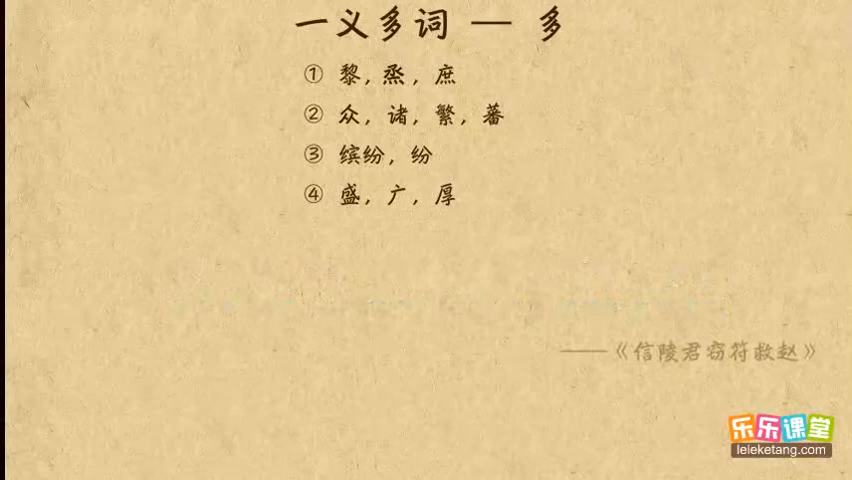 一义多词 — 多
① 黎，烝，庶
② 众，诸，繁，蕃
③ 缤纷，纷
④ 盛，广，厚
——《信陵君窃符救赵》
乐乐课堂
leleketang.com